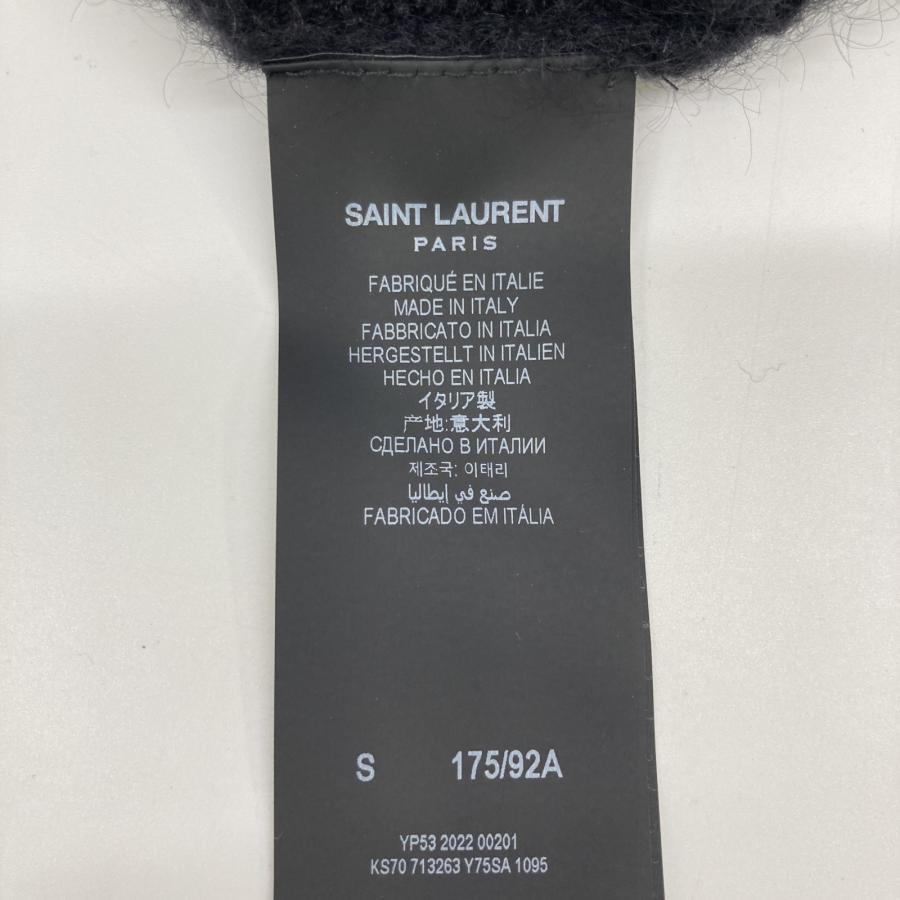 SAINT LAURENT
PARIS
FABRIQUÉ EN ITALIE
MADE IN ITALY
FABBRICATO IN ITALIA
HERGESTELLT IN ITALIEN
HECHO EN ITALIA
イタリア製
产地:意大利
СДЕЛАНО В ИТАЛИИ
제조국: 이태리
صنع في إيطاليا
FABRICADO EM ITÁLIA
S 175/92A
YP53 2022 00201
KS70 713263 Y75SA 1095